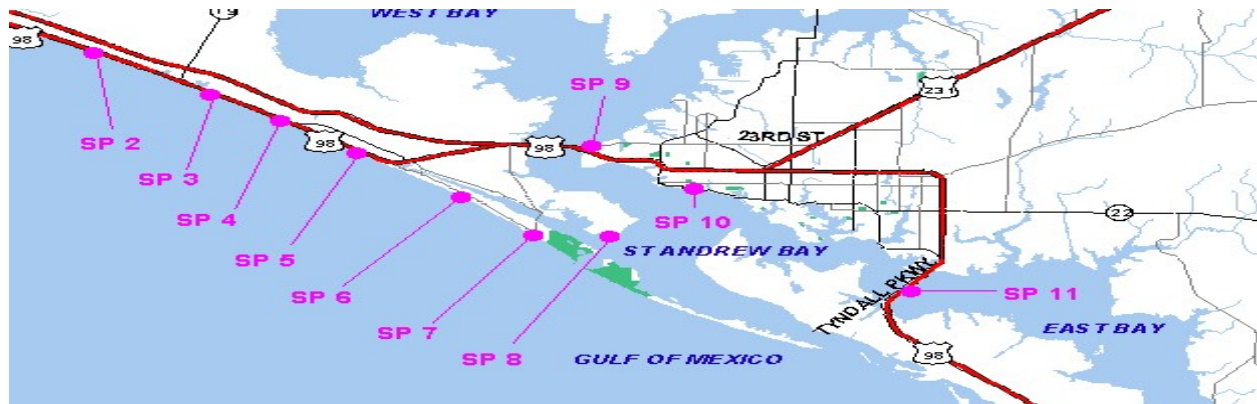 WEST BAY
19
98
SP 9
231
SP 2
23RD ST
98
98
SP 3
SP 4
SP 10
22
ST ANDREW BAY
SP 5
SP 6
TYNDALL PKWY
SP 11
SP 7
EAST BAY
SP 8
GULF OF MEXICO
98